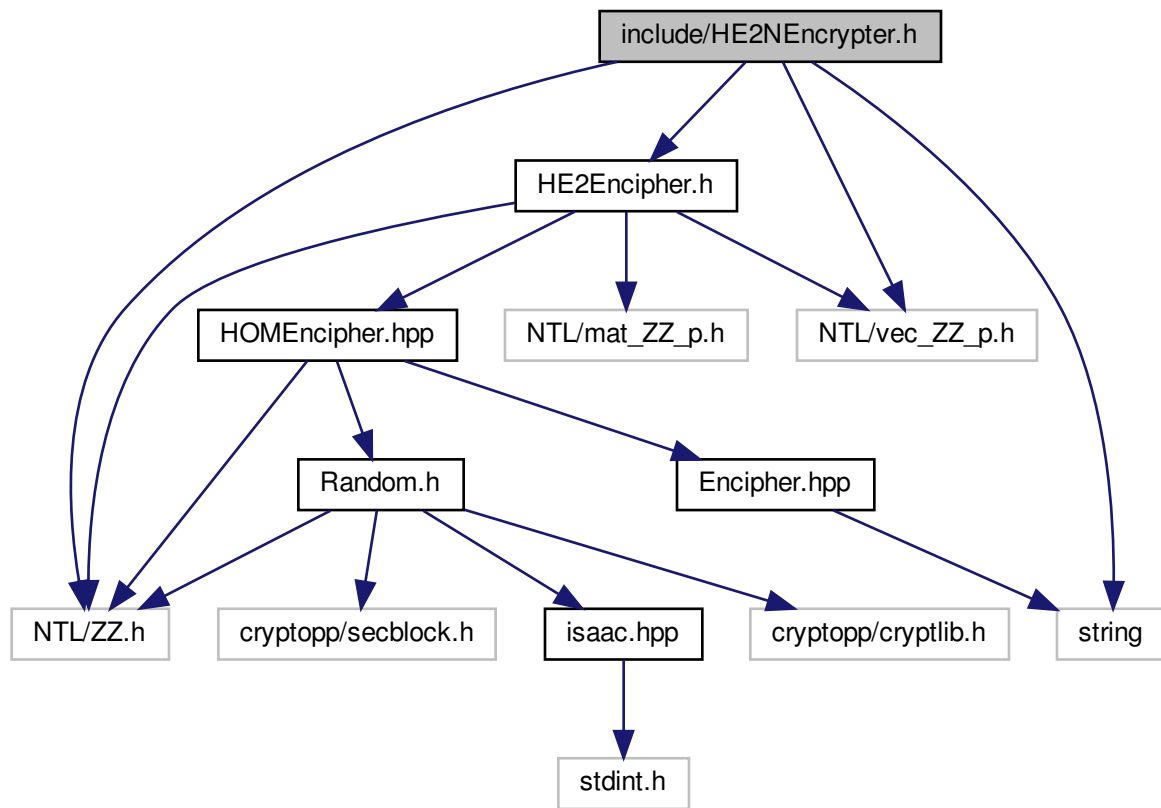 include/HE2NEncrypter.h
HE2Encipher.h
HOMEncipher.hpp
NTL/mat_ZZ_p.h
NTL/vec_ZZ_p.h
Random.h
Encipher.hpp
NTL/ZZ.h
cryptopp/secblock.h
isaac.hpp
cryptopp/cryptlib.h
string
stdint.h